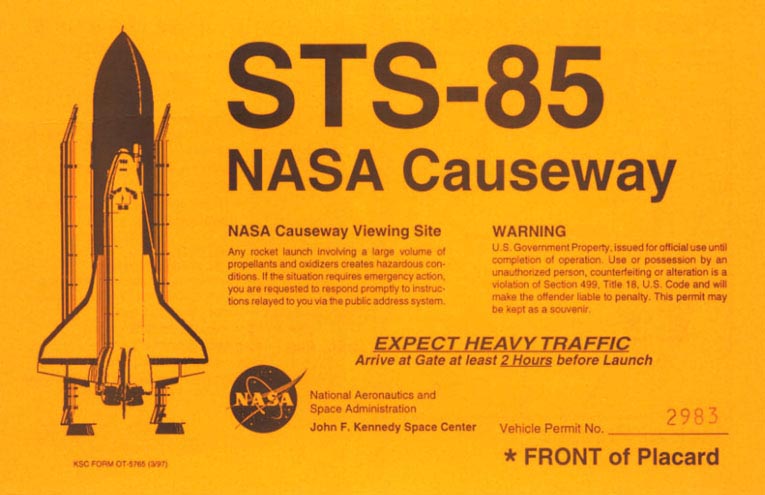 STS-85
NASA Causeway
NASA Causeway Viewing Site
Any rocket launch involving a large volume of
propellants and oxidizers creates hazardous con-
ditions. If the situation requires emergency action,
you are requested to respond promptly to instruc-
tions relayed to you via the public address system.
WARNING
U.S. Government Property, issued for official use until
completion of operation. Use or possession by an
unauthorized person, counterfeiting or alteration is a
violation of Section 499, Title 18, U.S. Code and will
make the offender liable to penalty. This permit may
be kept as a souvenir.
EXPECT HEAVY TRAFFIC
Arrive at Gate at least 2 Hours before Launch
NASA
National Aeronautics and
Space Administration
John F. Kennedy Space Center
Vehicle Permit No. 2983
* FRONT of Placard
KSC FORM OT-5765 (3/97)